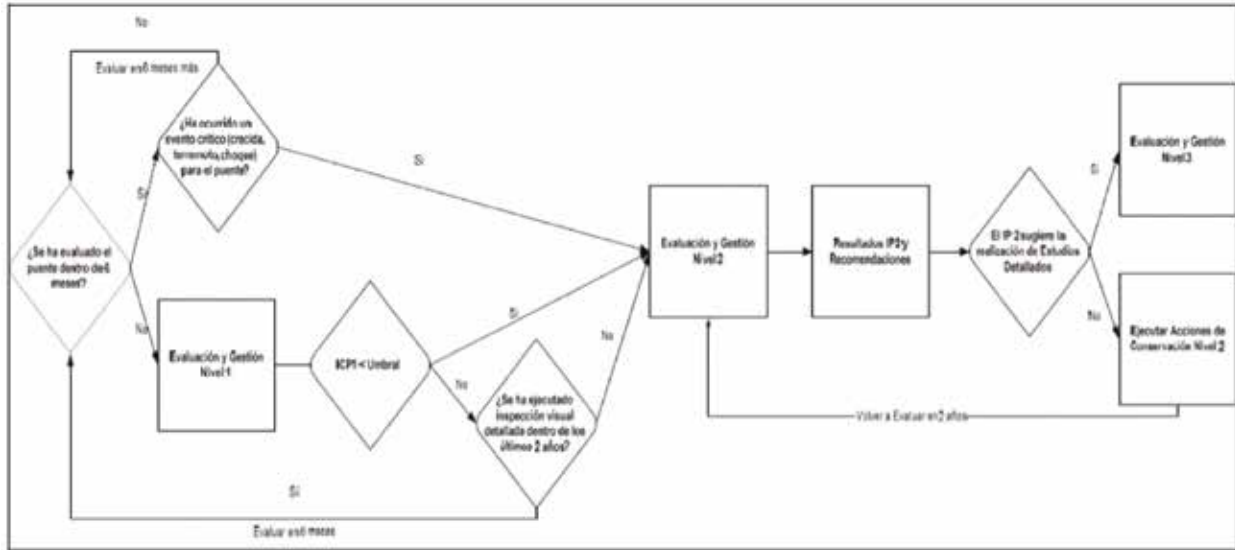 No
Evaluar en 6 meses más
¿Ha ocurrido un
evento crítico (crecida,
terremoto, choque)
para el puente?
Si
Si
¿Se ha evaluado el
puente dentro de 6
meses?
No
Evaluación y Gestión
Nivel 1
ICP1 < Umbral
Si
No
¿Se ha ejecutado
inspección visual
detallada dentro de los
últimos 2 años?
No
Sí
Evaluar en 6 meses
Evaluación y Gestión
Nivel 2
Resultados IP2 y
Recomendaciones
El IP 2 sugiere la
realización de Estudios
Detallados
Si
Evaluación y Gestión
Nivel 3
No
Ejecutar Acciones de
Conservación Nivel 2
Volver a Evaluar en 2 años